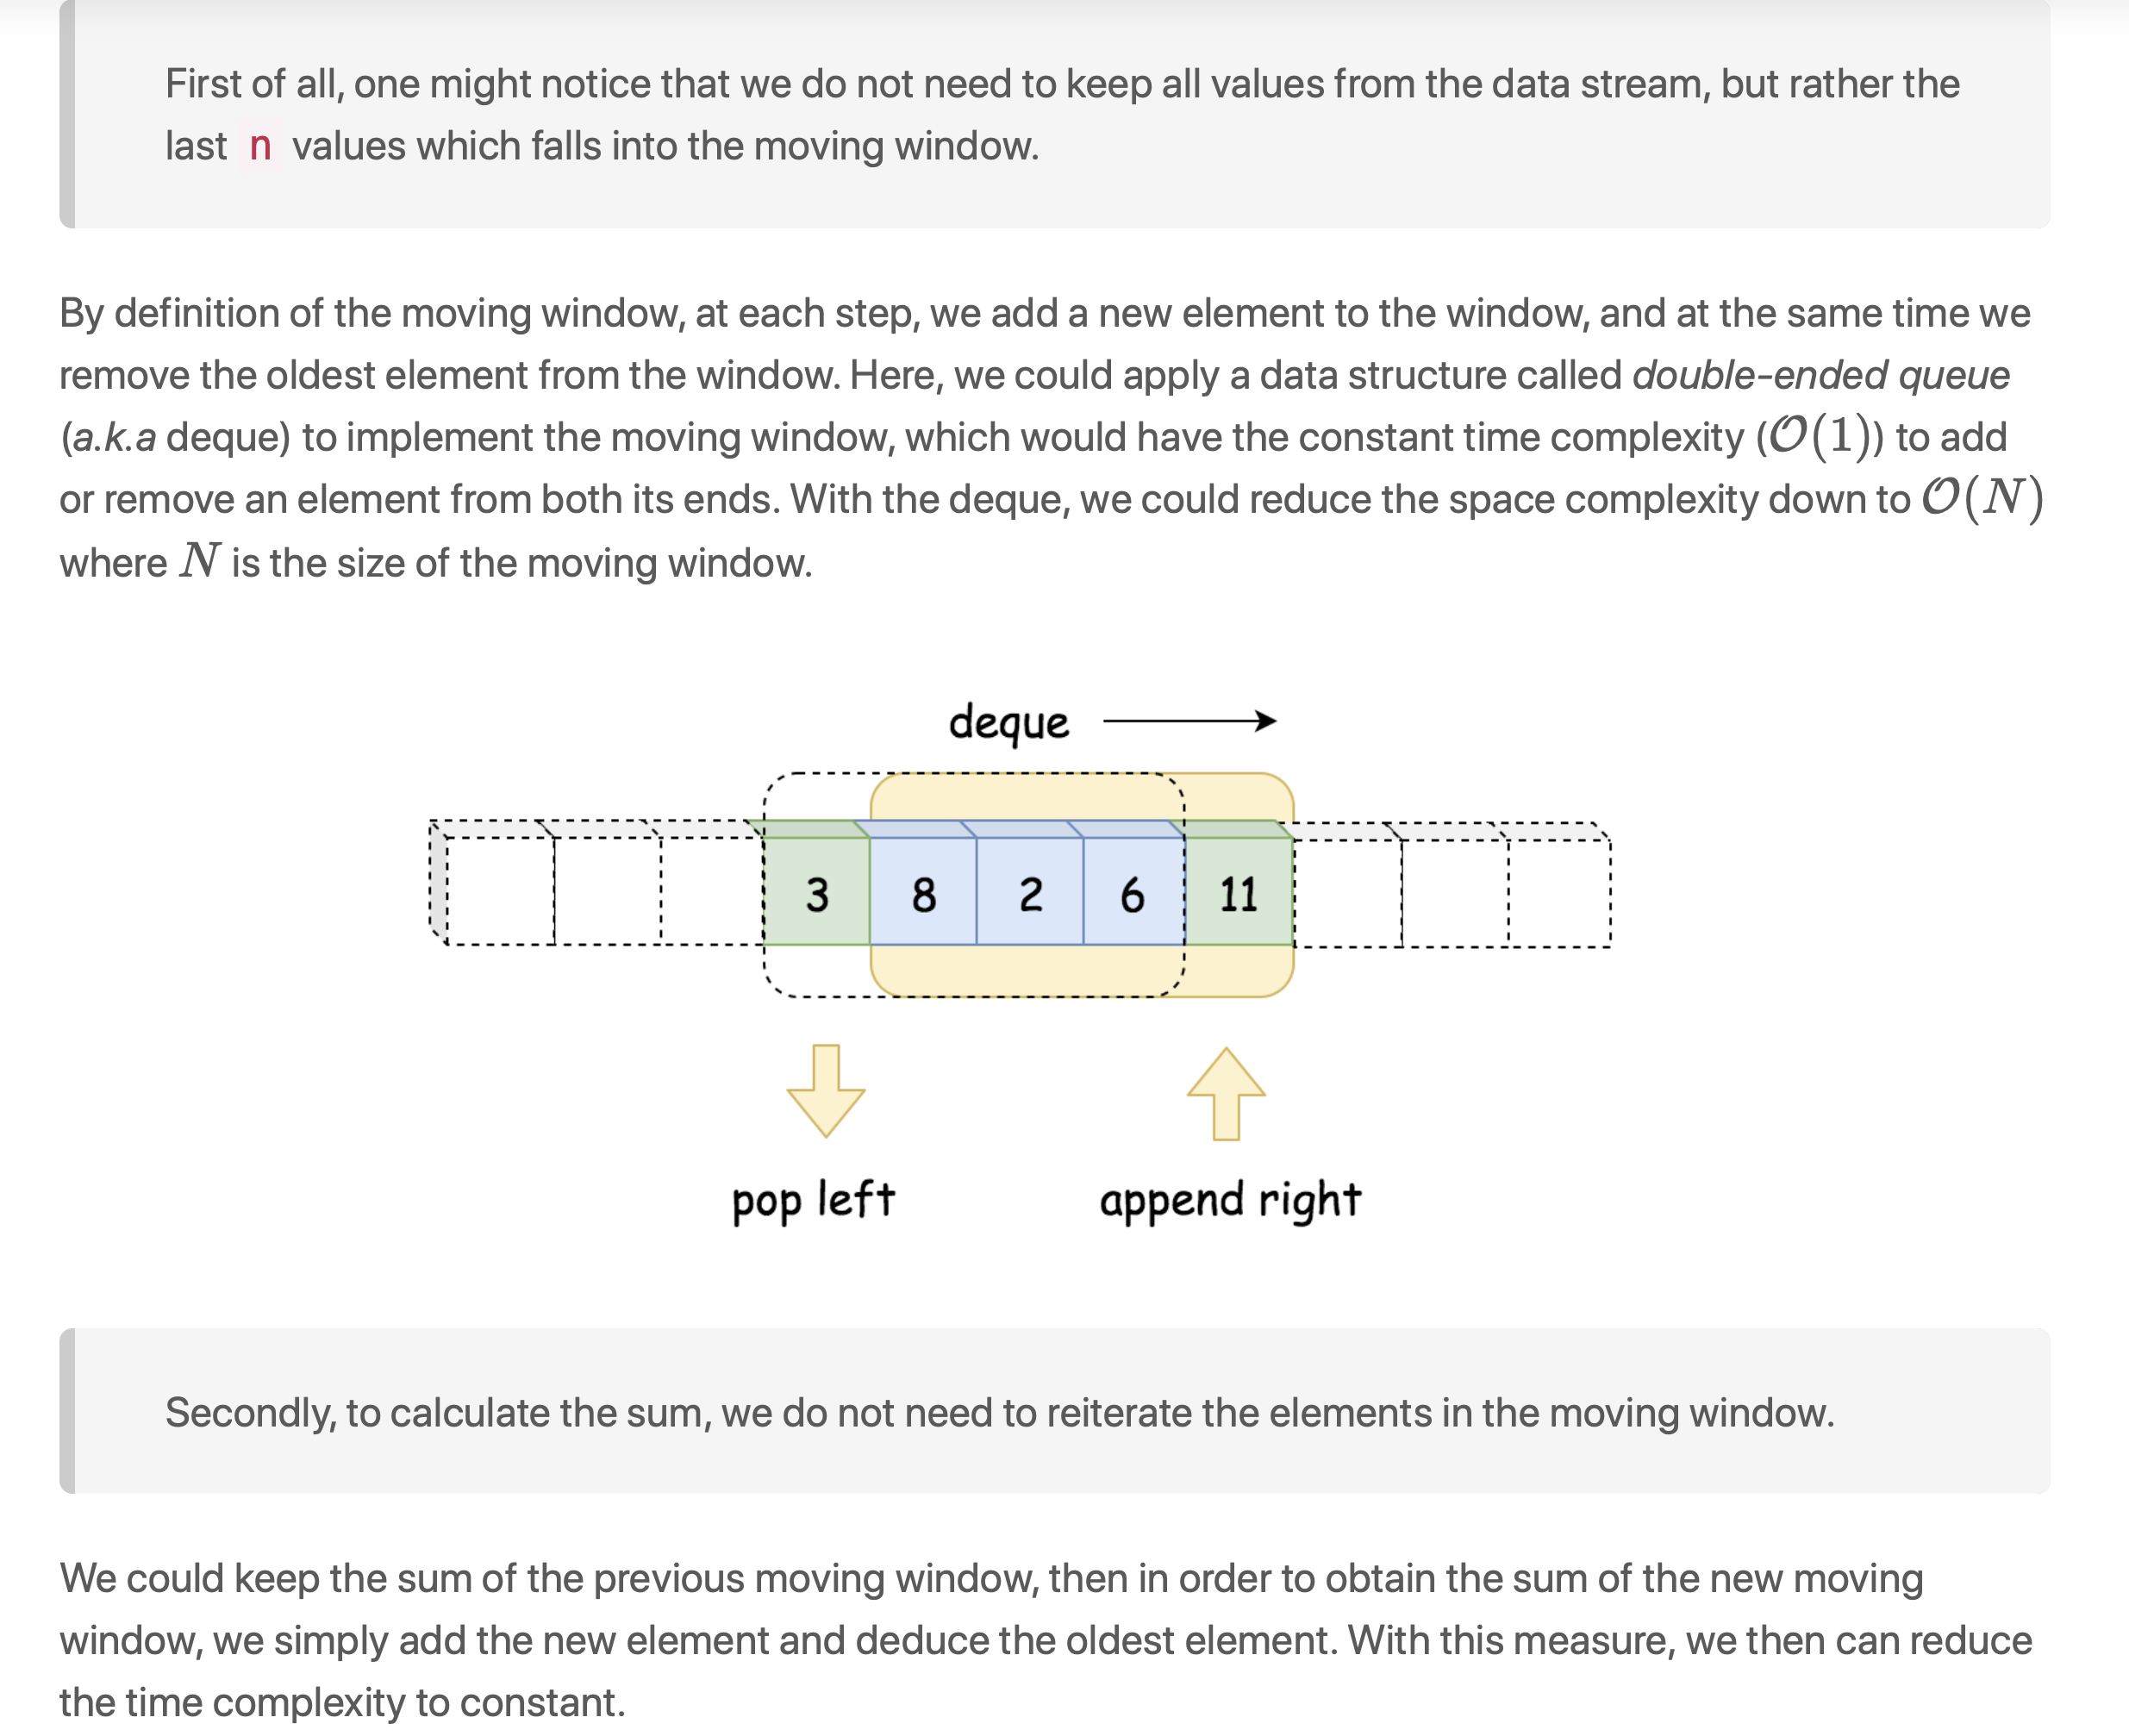 First of all, one might notice that we do not need to keep all values from the data stream, but rather the
last n values which falls into the moving window.
By definition of the moving window, at each step, we add a new element to the window, and at the same time we
remove the oldest element from the window. Here, we could apply a data structure called double-ended queue
(a.k.a deque) to implement the moving window, which would have the constant time complexity (𝒪(1)) to add
or remove an element from both its ends. With the deque, we could reduce the space complexity down to 𝒪(N)
where N is the size of the moving window.
deque
3 8 2 6 11
pop left append right
Secondly, to calculate the sum, we do not need to reiterate the elements in the moving window.
We could keep the sum of the previous moving window, then in order to obtain the sum of the new moving
window, we simply add the new element and deduce the oldest element. With this measure, we then can reduce
the time complexity to constant.